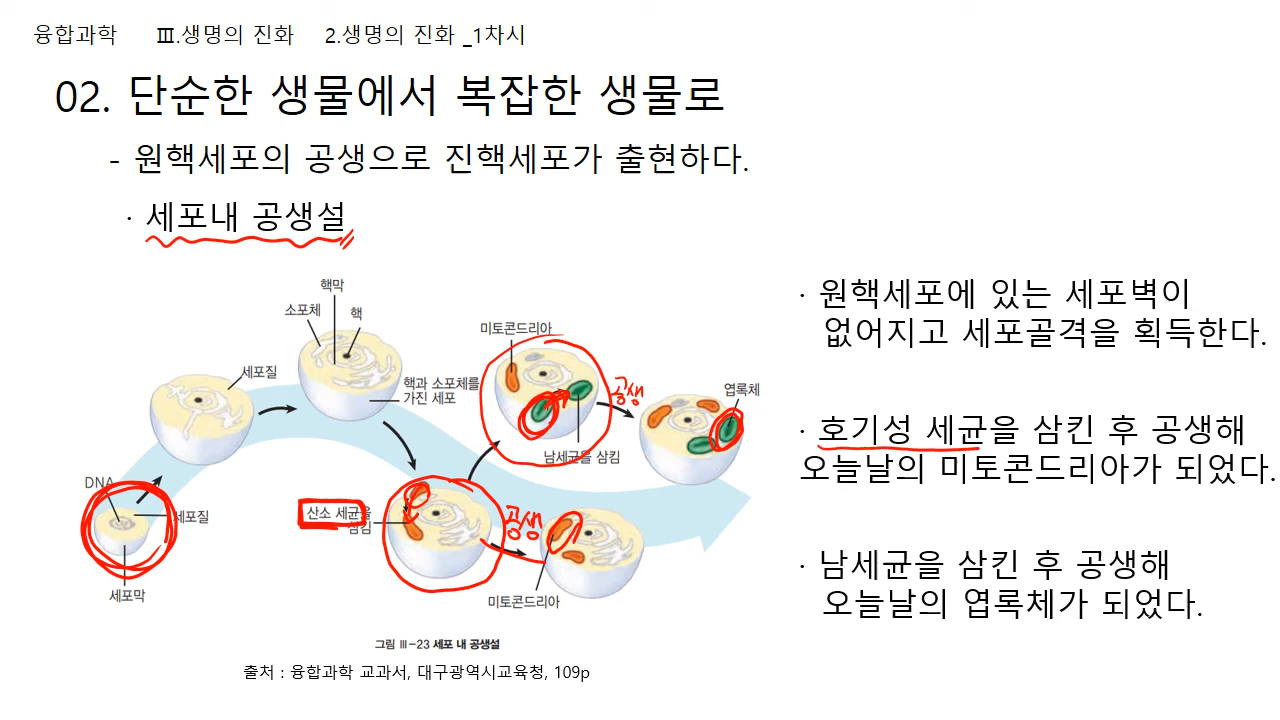 융합과학 Ⅲ.생명의 진화 2.생명의 진화 _1차시
02. 단순한 생물에서 복잡한 생물로
- 원핵세포의 공생으로 진핵세포가 출현하다.
· 세포내 공생설
핵막
소포체
핵
미토콘드리아
세포질
핵과 소포체를
가진 세포
공생
엽록체
남세균을 삼킴
DNA
세포질
세포막
산소 세균을
삼킴
공생
미토콘드리아
· 원핵세포에 있는 세포벽이
없어지고 세포골격을 획득한다.
· 호기성 세균을 삼킨 후 공생해
오늘날의 미토콘드리아가 되었다.
· 남세균을 삼킨 후 공생해
오늘날의 엽록체가 되었다.
그림 Ⅲ-23 세포 내 공생설
출처 : 융합과학 교과서, 대구광역시교육청, 109p